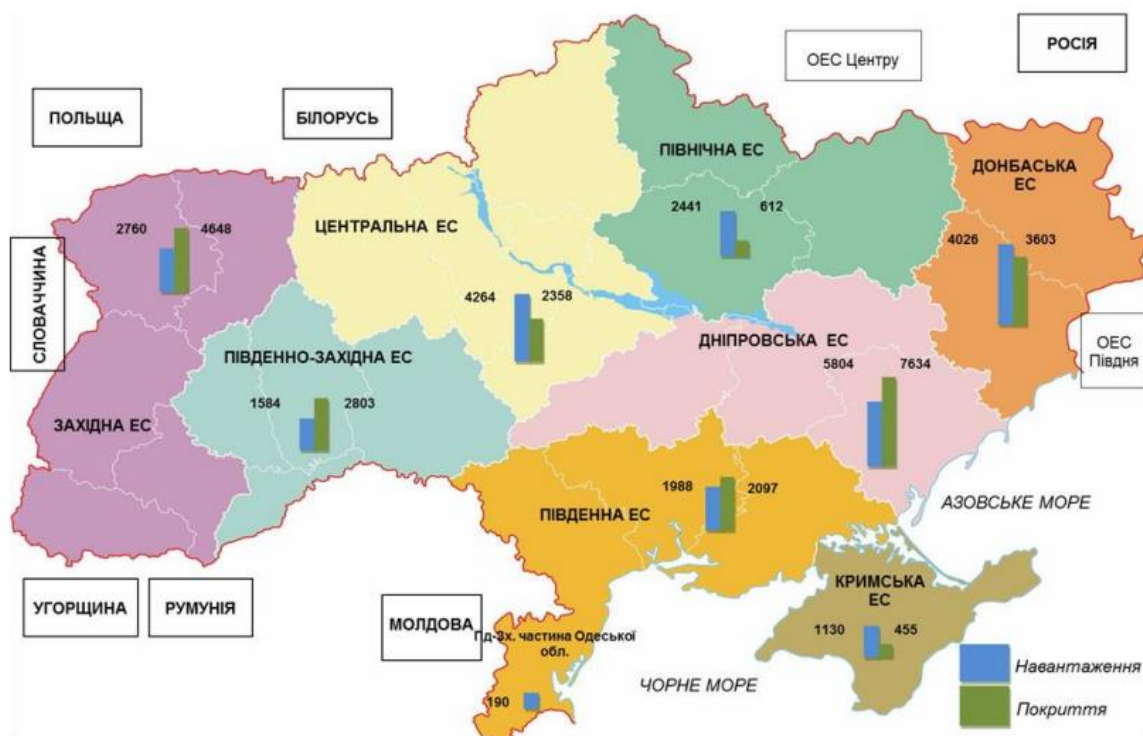 РОСІЯ
ОЕС Центру
ПОЛЬЩА
БІЛОРУСЬ
ПІВНІЧНА ЕС
2441 612
ДОНБАСЬКА
ЕС
4026 3603
2760 4648
ЦЕНТРАЛЬНА ЕС
4264 2358
СЛОВАЧЧИНА
ДНІПРОВСЬКА ЕС
5804 7634
ОЕС
Півдня
ПІВДЕННО-ЗАХІДНА ЕС
1584 2803
ЗАХІДНА ЕС
1988 2097
ПІВДЕННА ЕС
АЗОВСЬКЕ МОРЕ
УГОРЩИНА
РУМУНІЯ
МОЛДОВА
КРИМСЬКА
ЕС
1130 455
Пд-Зх. частина Одеської
обл.
190
ЧОРНЕ МОРЕ
Навантаження
Покриття